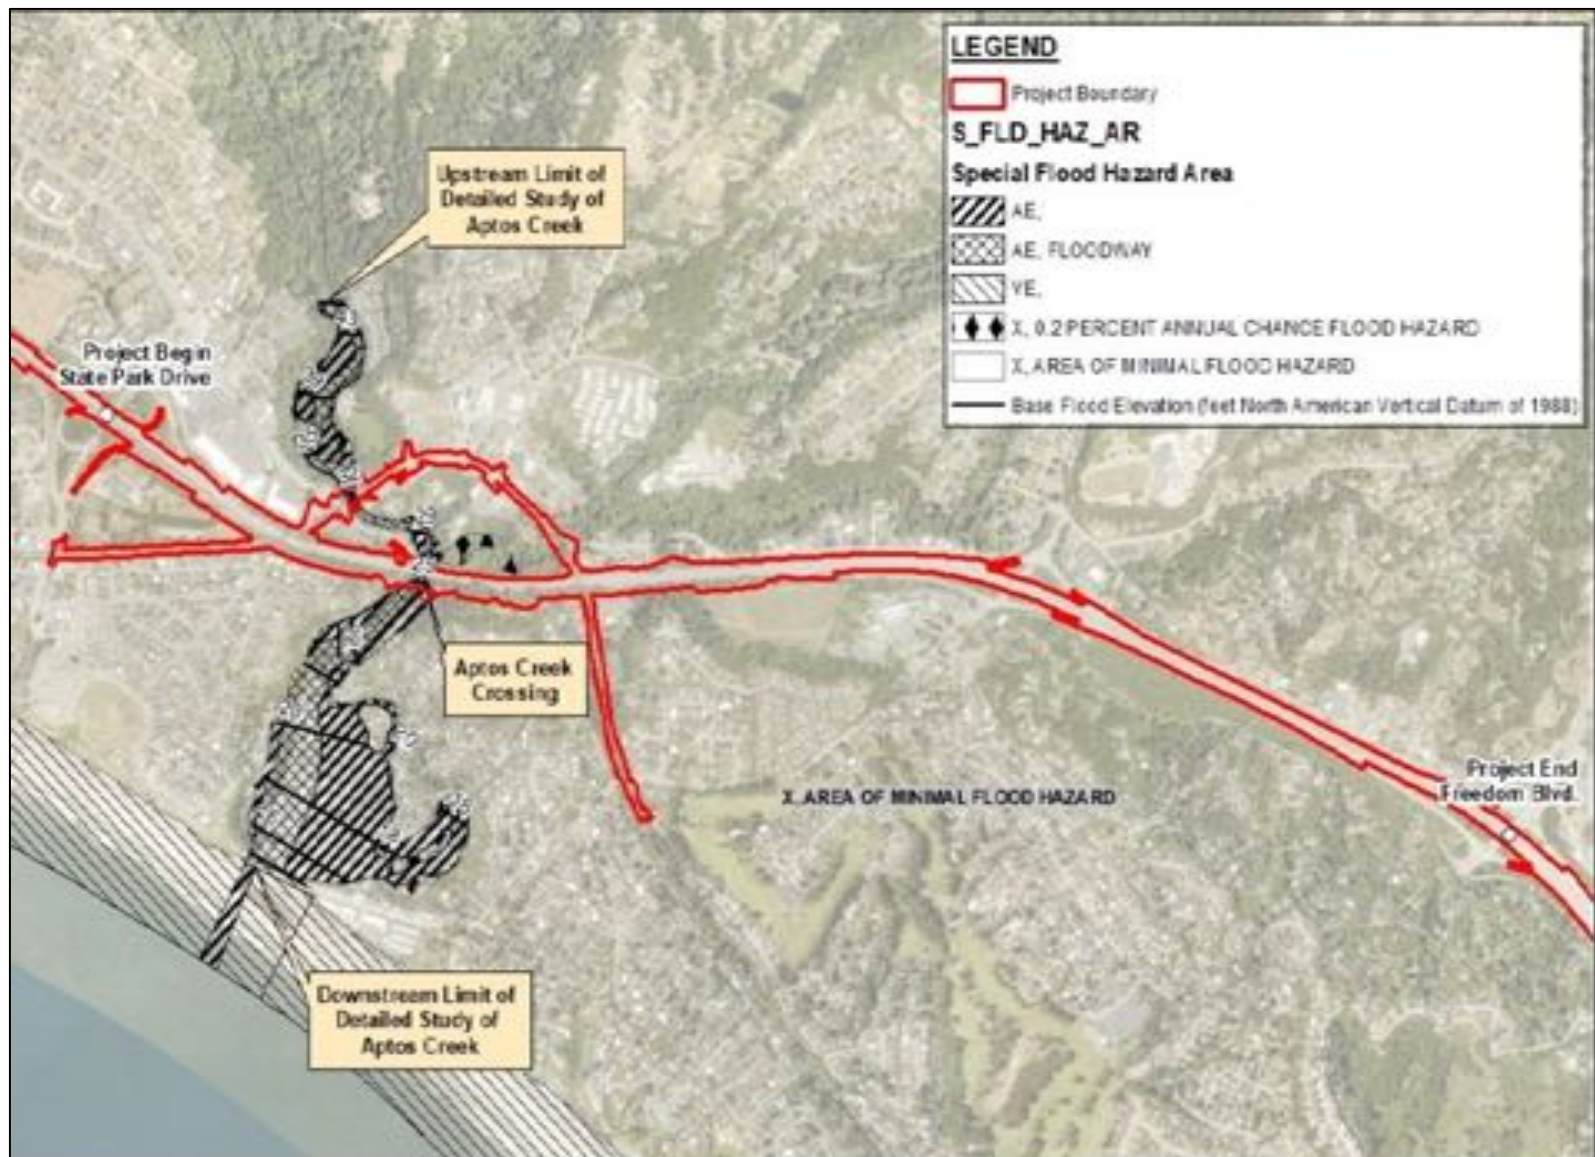 LEGEND
Project Boundary
S_FLD_HAZ_AR
Special Flood Hazard Area
AE,
AE, FLOODWAY
VE,
X, 0.2 PERCENT ANNUAL CHANCE FLOOD HAZARD
X, AREA OF MINIMAL FLOOD HAZARD
Base Flood Elevation (feet North American Vertical Datum of 1988)
Upstream Limit of
Detailed Study of
Aptos Creek
Project Begin
State Park Drive
Aptos Creek
Crossing
X, AREA OF MINIMAL FLOOD HAZARD
Project End
Freedom Blvd.
Downstream Limit of
Detailed Study of
Aptos Creek